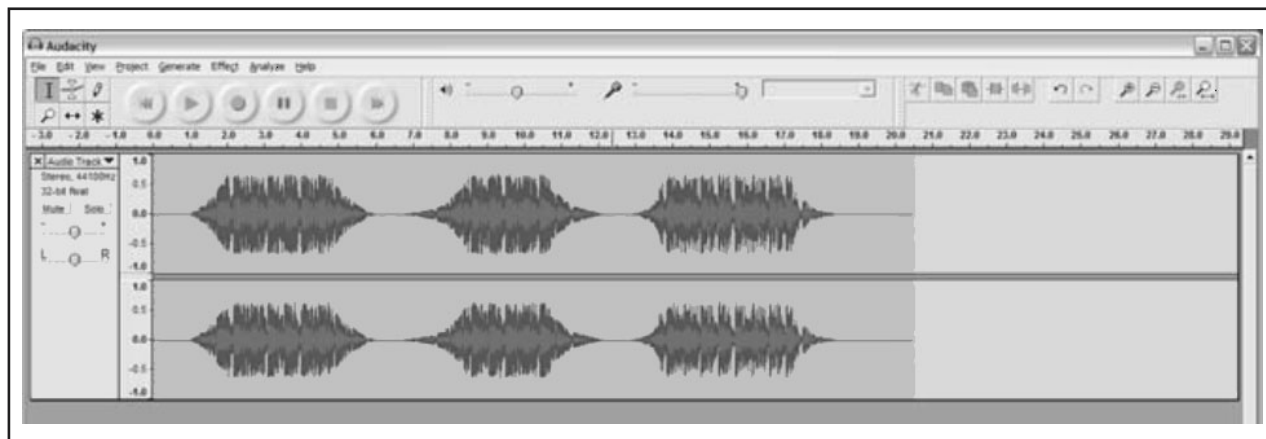 Audacity
File Edit View Project Generate Effect Analyze Help
-3.0 -2.0 -1.0 0.0 1.0 2.0 3.0 4.0 5.0 6.0 7.0 8.0 9.0 10.0 11.0 12.0 13.0 14.0 15.0 16.0 17.0 18.0 19.0 20.0 21.0 22.0 23.0 24.0 25.0 26.0 27.0 28.0 29.0
Audio Track
Stereo, 44100Hz
32-bit float
Mute Solo
- +
L R
1.0
0.5
0.0
-0.5
-1.0
1.0
0.5
0.0
-0.5
-1.0